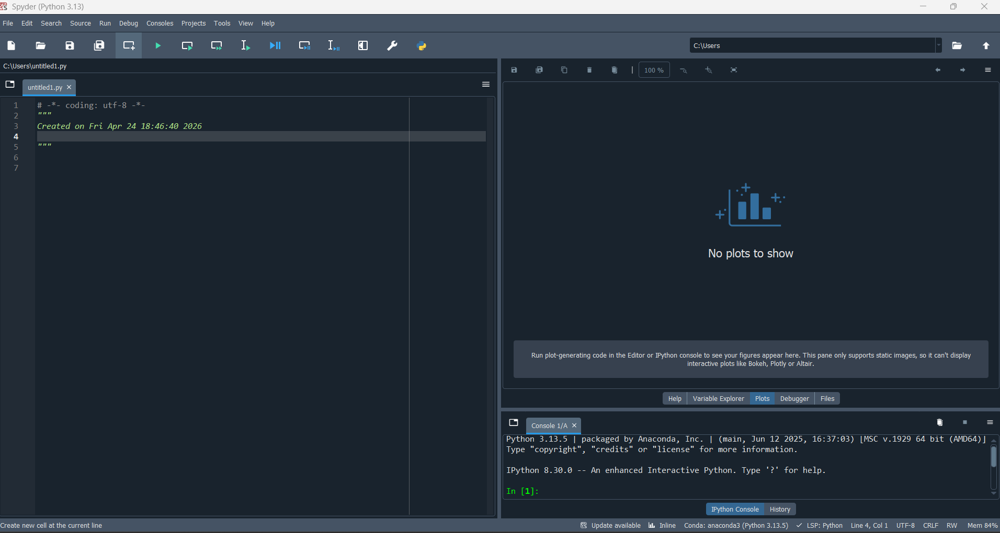 Spyder (Python 3.13)
File Edit Search Source Run Debug Consoles Projects Tools View Help
C:\Users
C:\Users\untitled1.py
untitled1.py
1 # -*- coding: utf-8 -*-
2 """
3 Created on Fri Apr 24 18:46:40 2026
4
5 """
6
7
100 %
No plots to show
Run plot-generating code in the Editor or IPython console to see your figures appear here. This pane only supports static images, so it can't display
interactive plots like Bokeh, Plotly or Altair.
Help Variable Explorer Plots Debugger Files
Console 1/A
Python 3.13.5 | packaged by Anaconda, Inc. | (main, Jun 12 2025, 16:37:03) [MSC v.1929 64 bit (AMD64)]
Type "copyright", "credits" or "license" for more information.
IPython 8.30.0 -- An enhanced Interactive Python. Type '?' for help.
In [1]:
IPython Console History
Create new cell at the current line
Update available Inline Conda: anaconda3 (Python 3.13.5) LSP: Python Line 4, Col 1 UTF-8 CRLF RW Mem 84%